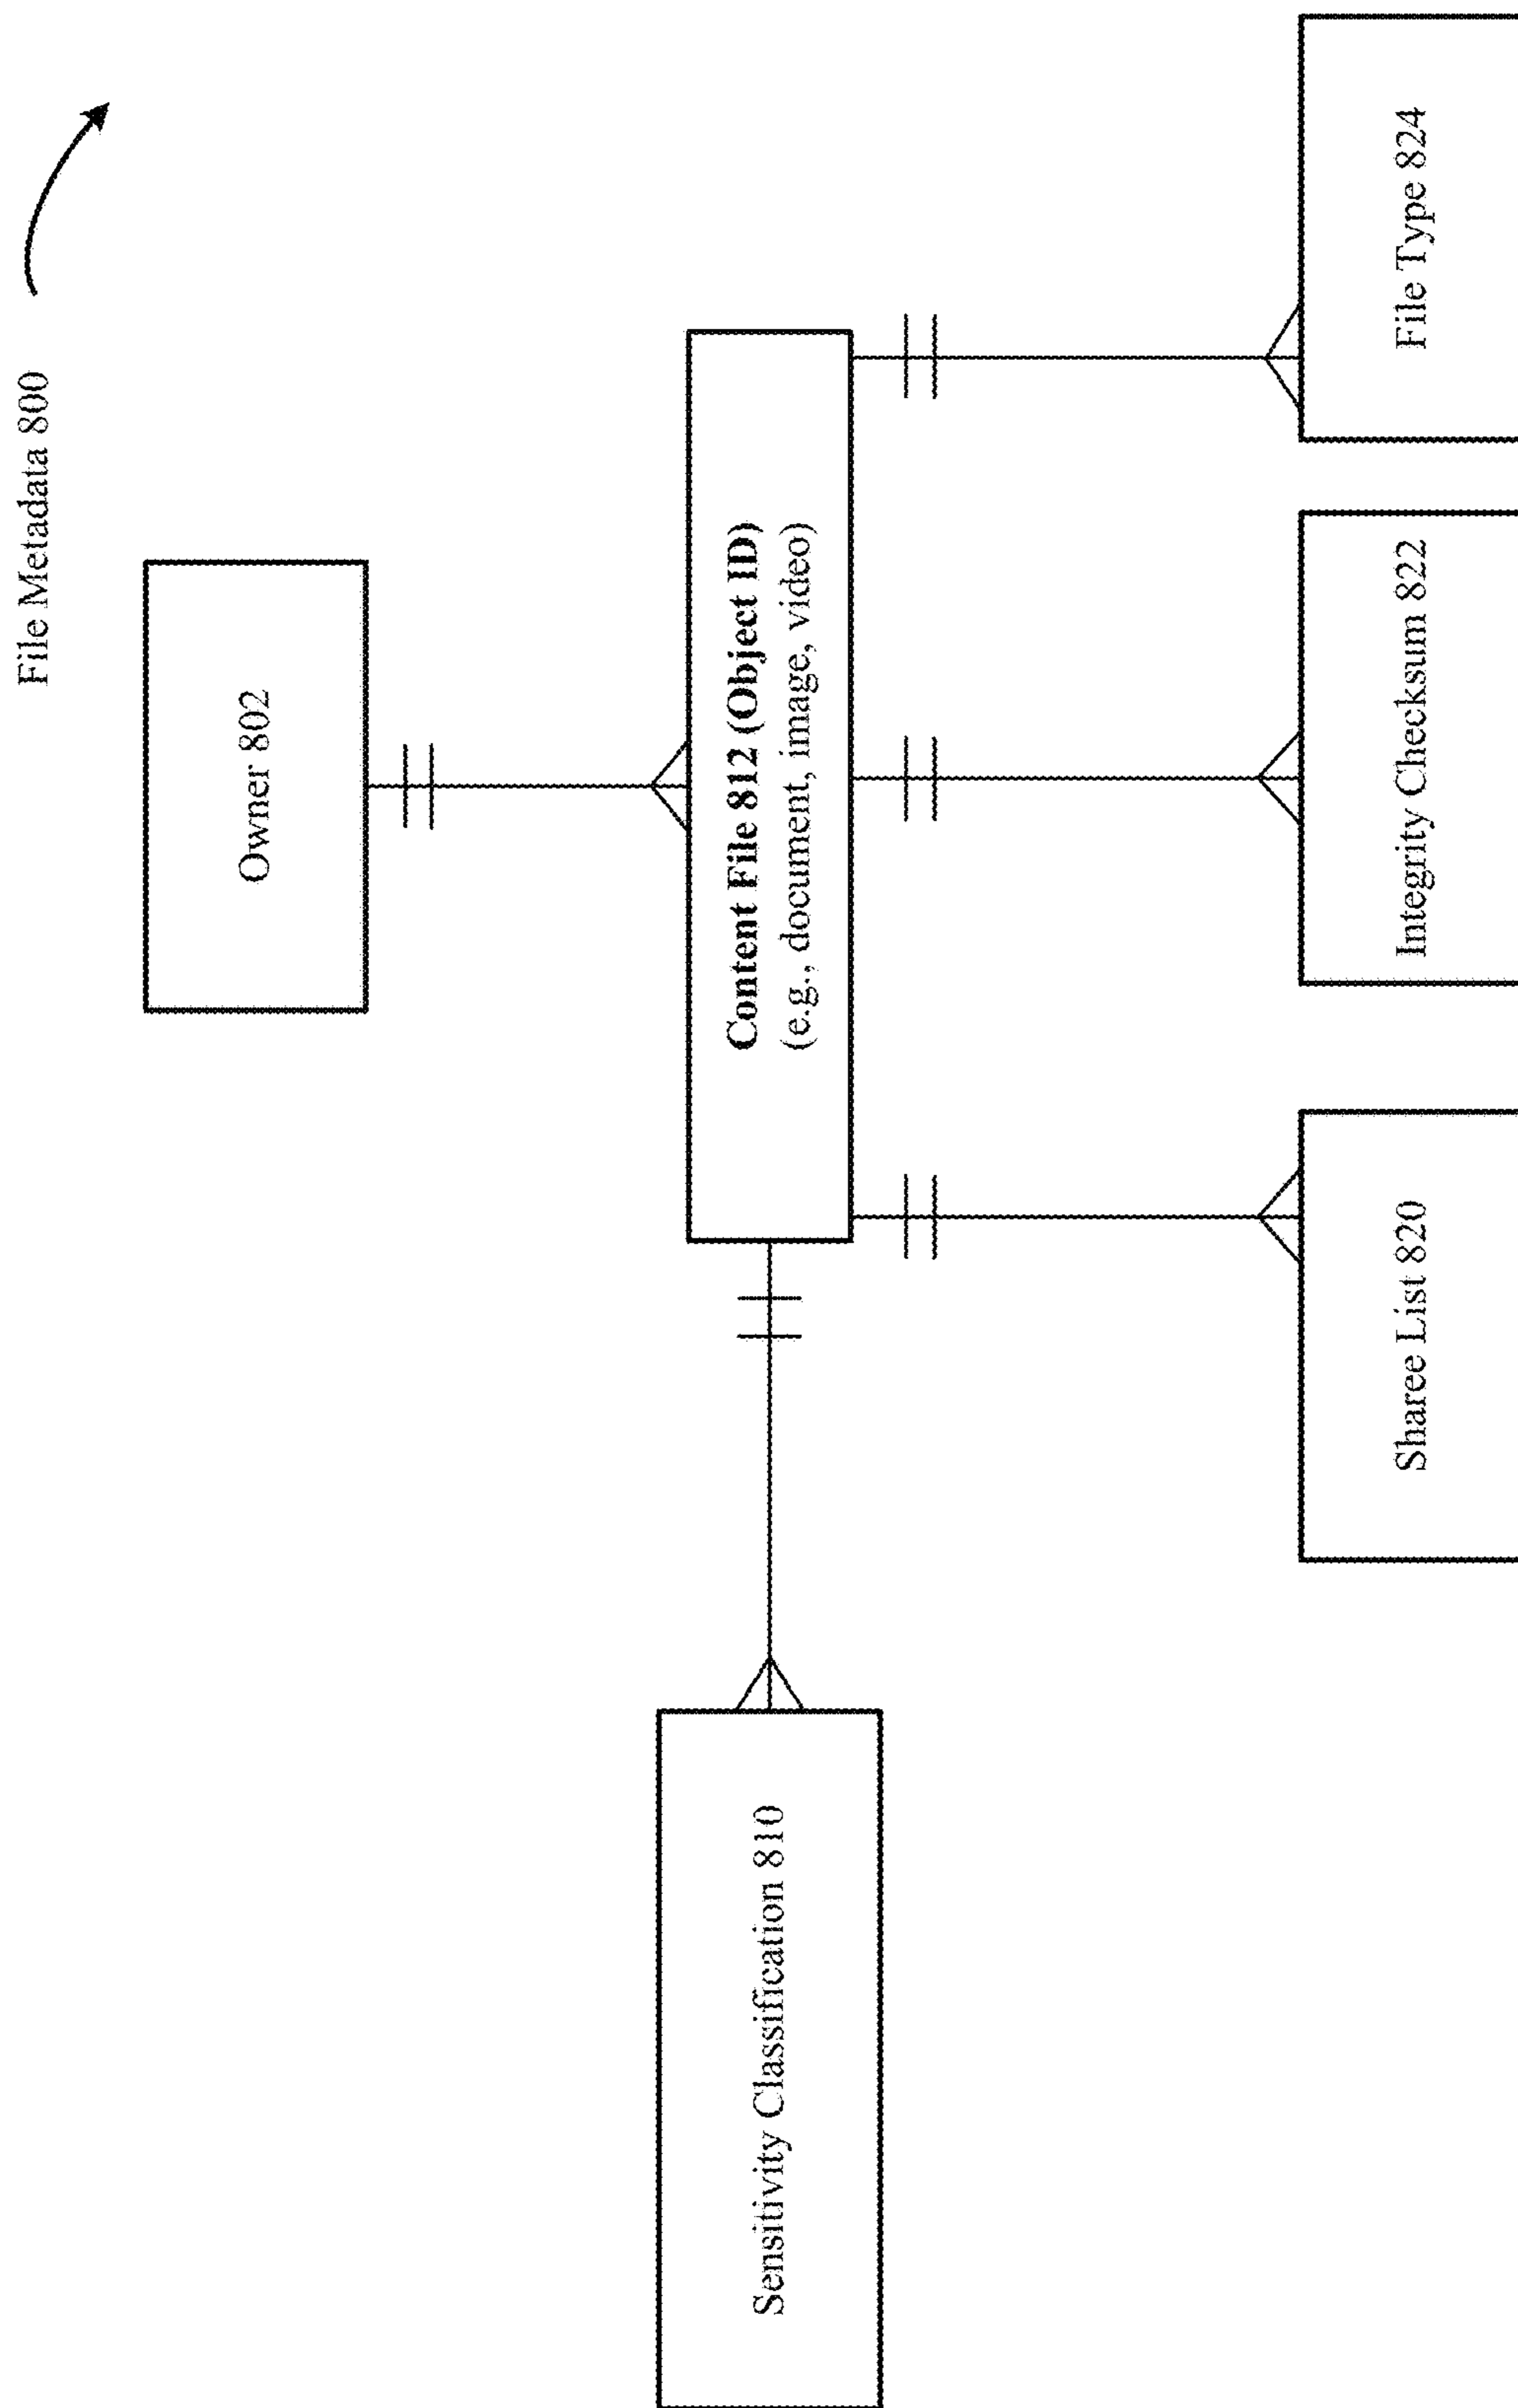 File Metadata 800
Owner 802
Sensitivity Classification 810
Content File 812 (Object ID)
(e.g., document, image, video)
Sharee List 820
Integrity Checksum 822
File Type 824